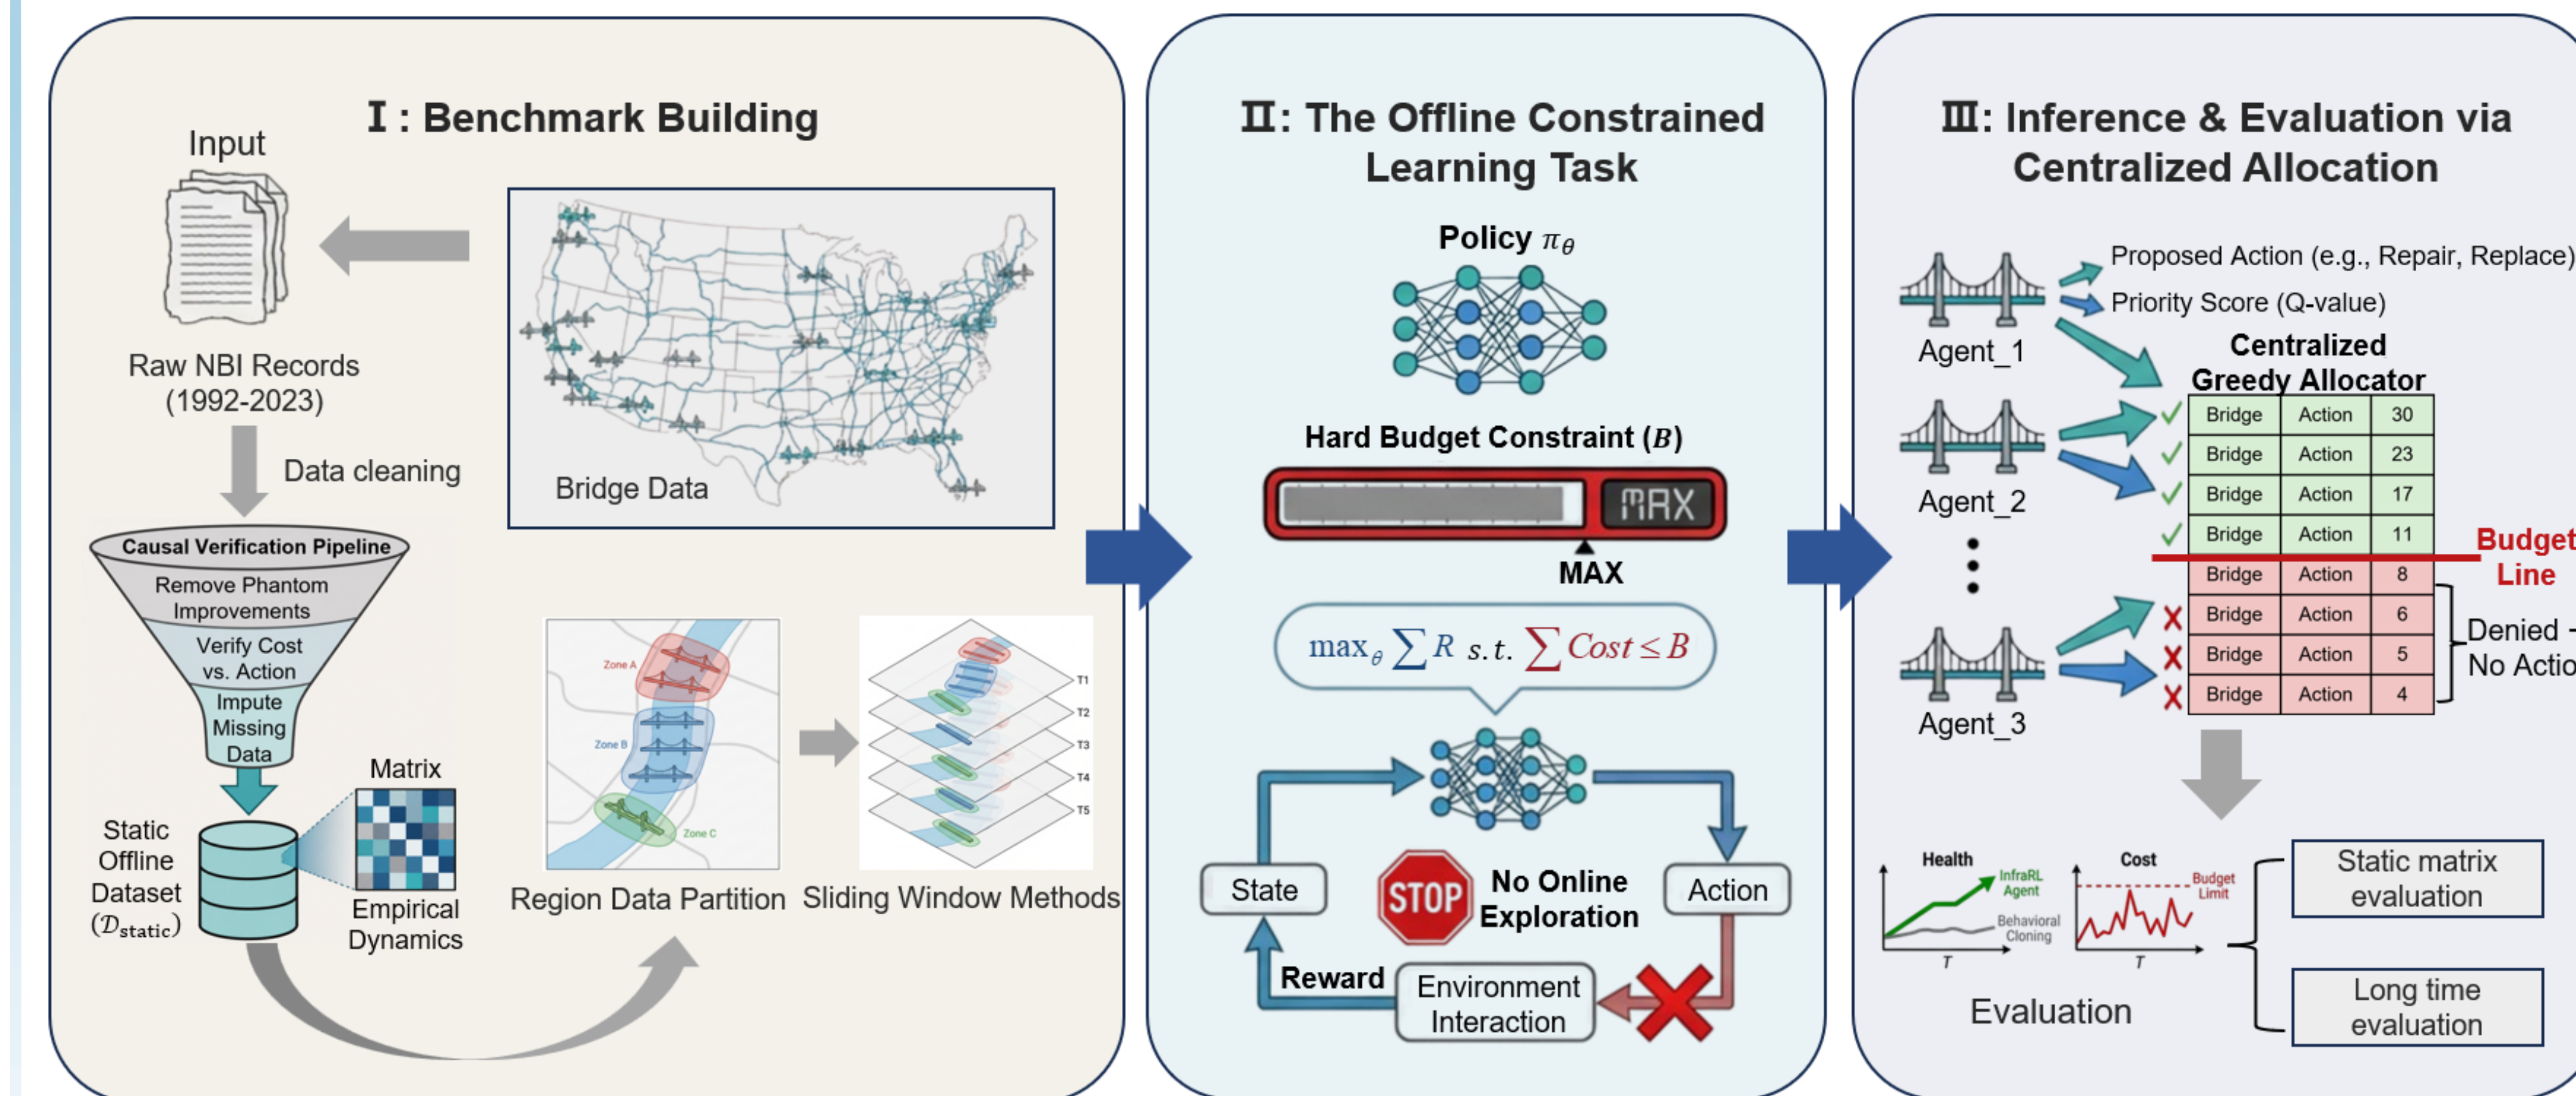 Ⅰ: Benchmark Building
Input
Raw NBI Records
(1992-2023)
Data cleaning
Bridge Data
Causal Verification Pipeline
Remove Phantom
Improvements
Verify Cost
vs. Action
Impute
Missing
Data
Static
Offline
Dataset
(𝒟static)
Matrix
Empirical
Dynamics
Zone A
Zone B
Zone C
Region Data Partition
T1
T2
T3
T4
T5
Sliding Window Methods
Ⅱ: The Offline Constrained
Learning Task
Policy πθ
Hard Budget Constraint (B)
MAX
MAX
maxθ ∑ R s.t. ∑ Cost ≤ B
State
STOP
No Online
Exploration
Action
Reward
Environment
Interaction
Ⅲ: Inference & Evaluation via
Centralized Allocation
Proposed Action (e.g., Repair, Replace)
Priority Score (Q-value)
Agent_1
Agent_2
Agent_3
Centralized
Greedy Allocator
Bridge Action 30
Bridge Action 23
Bridge Action 17
Bridge Action 11
Bridge Action 8
Bridge Action 6
Bridge Action 5
Bridge Action 4
Budget
Line
Denied -
No Actio
Health
InfraRL
Agent
Behavioral
Cloning
T
Cost
Budget
Limit
T
Evaluation
Static matrix
evaluation
Long time
evaluation